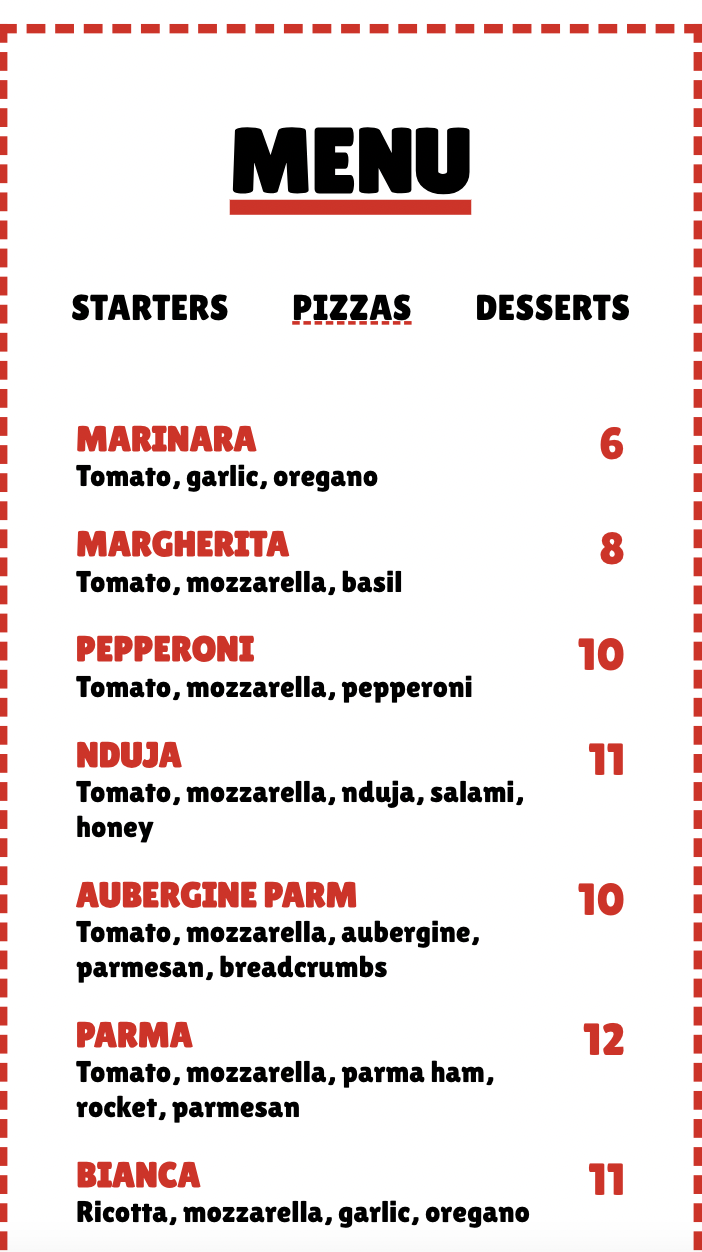 MENU
STARTERS PIZZAS DESSERTS
MARINARA 6
Tomato, garlic, oregano
MARGHERITA 8
Tomato, mozzarella, basil
PEPPERONI 10
Tomato, mozzarella, pepperoni
NDUJA 11
Tomato, mozzarella, nduja, salami,
honey
AUBERGINE PARM 10
Tomato, mozzarella, aubergine,
parmesan, breadcrumbs
PARMA 12
Tomato, mozzarella, parma ham,
rocket, parmesan
BIANCA 11
Ricotta, mozzarella, garlic, oregano